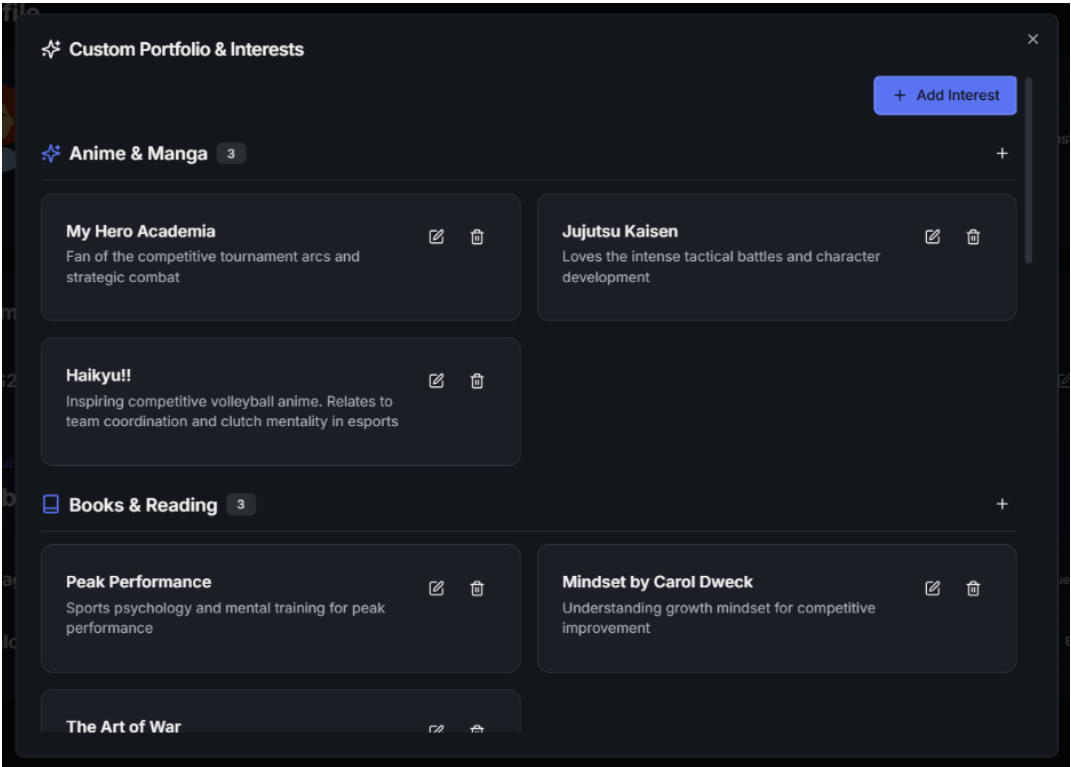 file
Custom Portfolio & Interests
Add Interest
Anime & Manga 3
My Hero Academia
Fan of the competitive tournament arcs and
strategic combat
Jujutsu Kaisen
Loves the intense tactical battles and character
development
Haikyu!!
Inspiring competitive volleyball anime. Relates to
team coordination and clutch mentality in esports
Books & Reading 3
Peak Performance
Sports psychology and mental training for peak
performance
Mindset by Carol Dweck
Understanding growth mindset for competitive
improvement
The Art of War